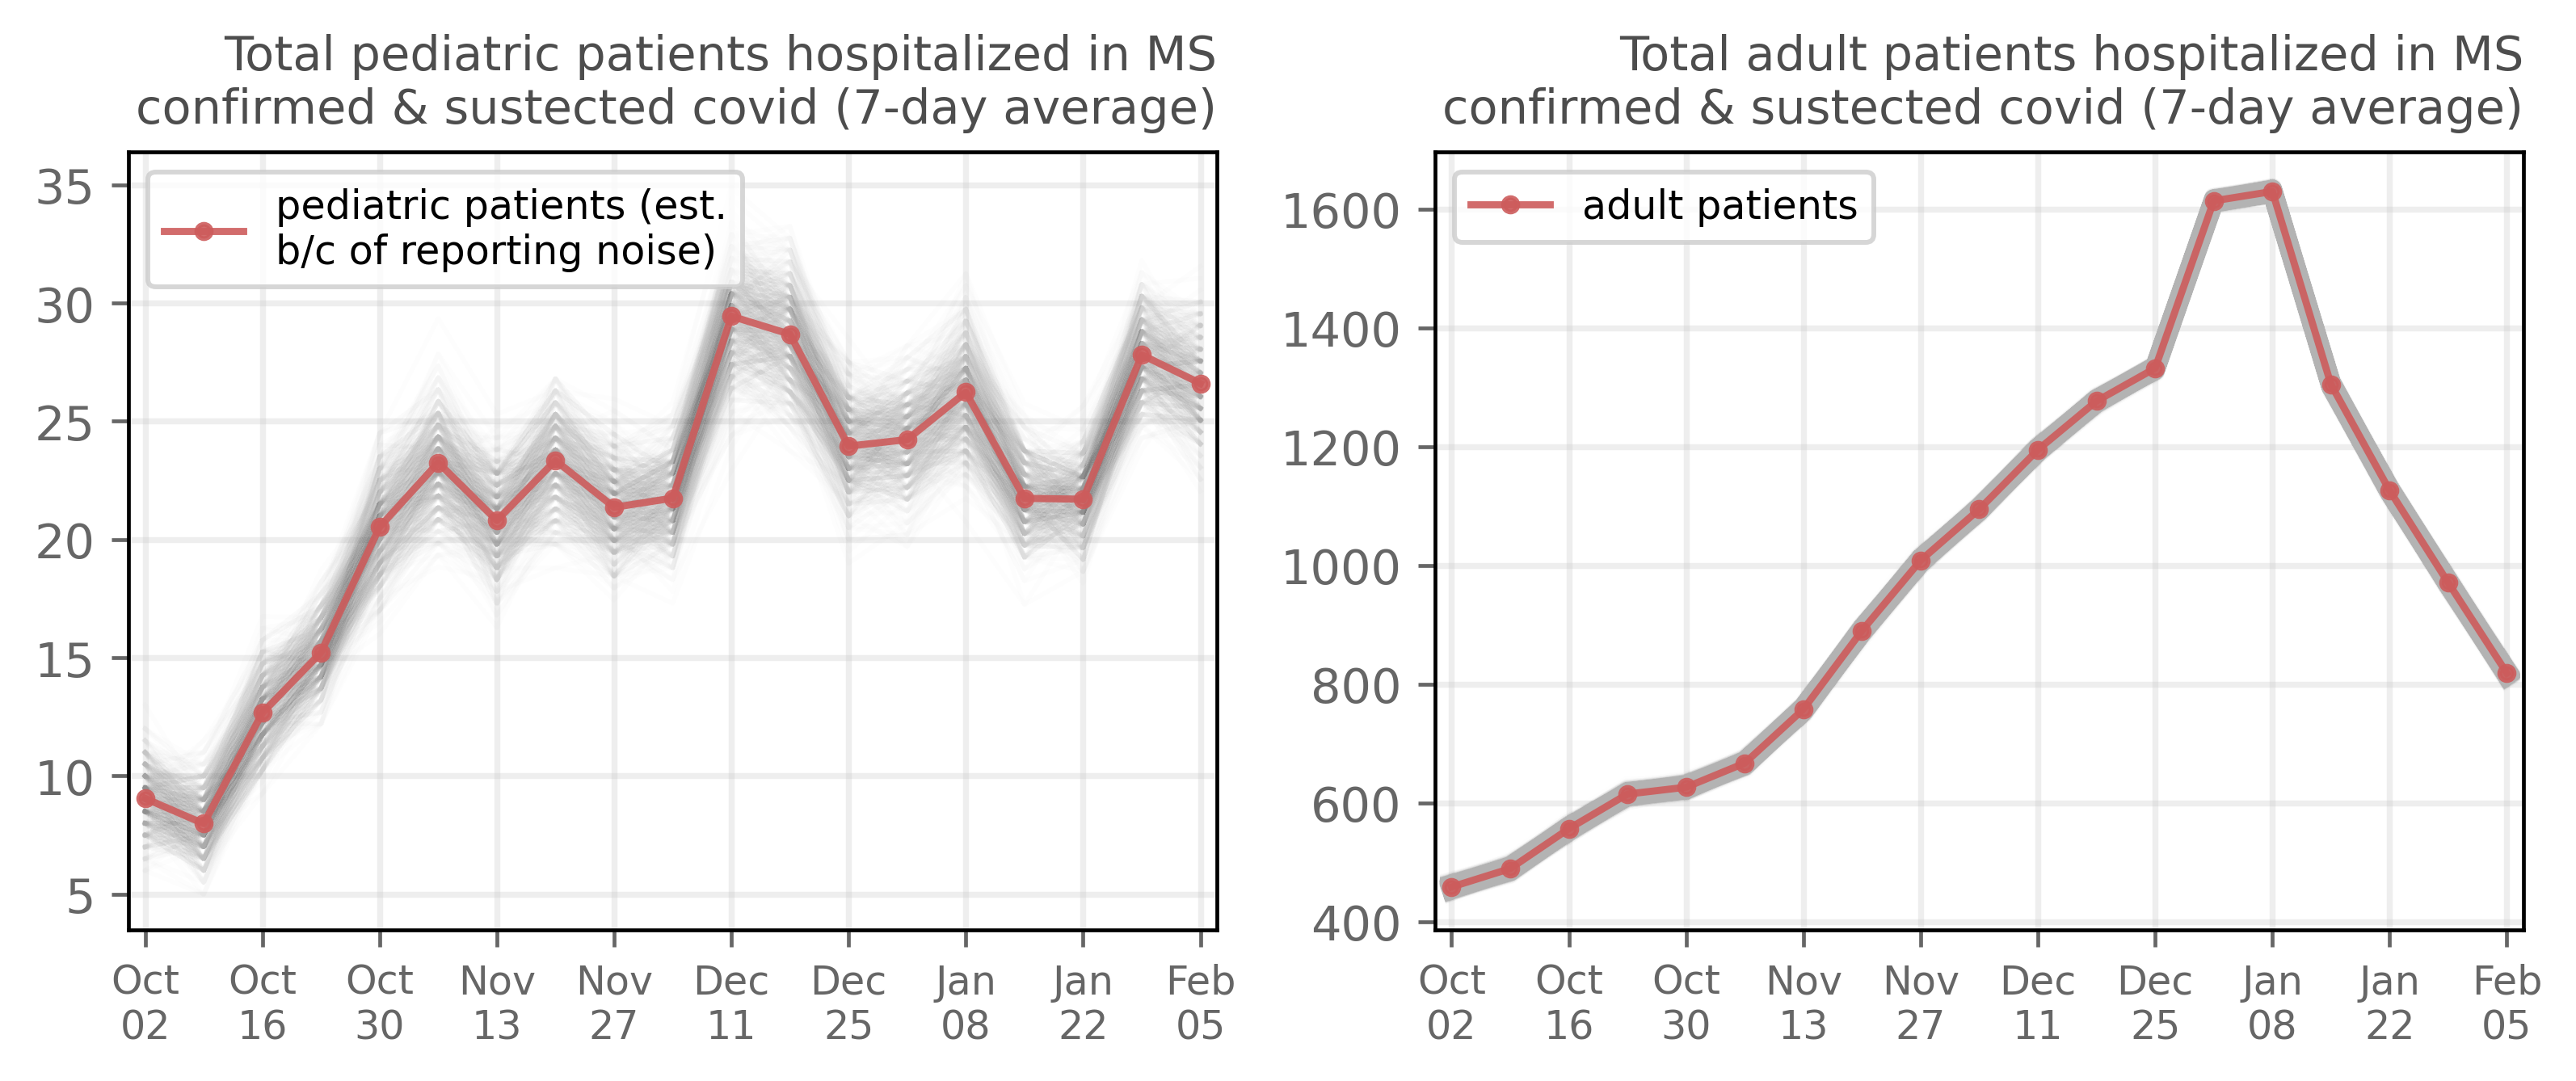 Total pediatric patients hospitalized in MS
confirmed & sustected covid (7-day average)
pediatric patients (est.
b/c of reporting noise)
35
30
25
20
15
10
5
Oct Oct Oct Nov Nov Dec Dec Jan Jan Feb
02 16 30 13 27 11 25 08 22 05
Total adult patients hospitalized in MS
confirmed & sustected covid (7-day average)
adult patients
1600
1400
1200
1000
800
600
400
Oct Oct Oct Nov Nov Dec Dec Jan Jan Feb
02 16 30 13 27 11 25 08 22 05